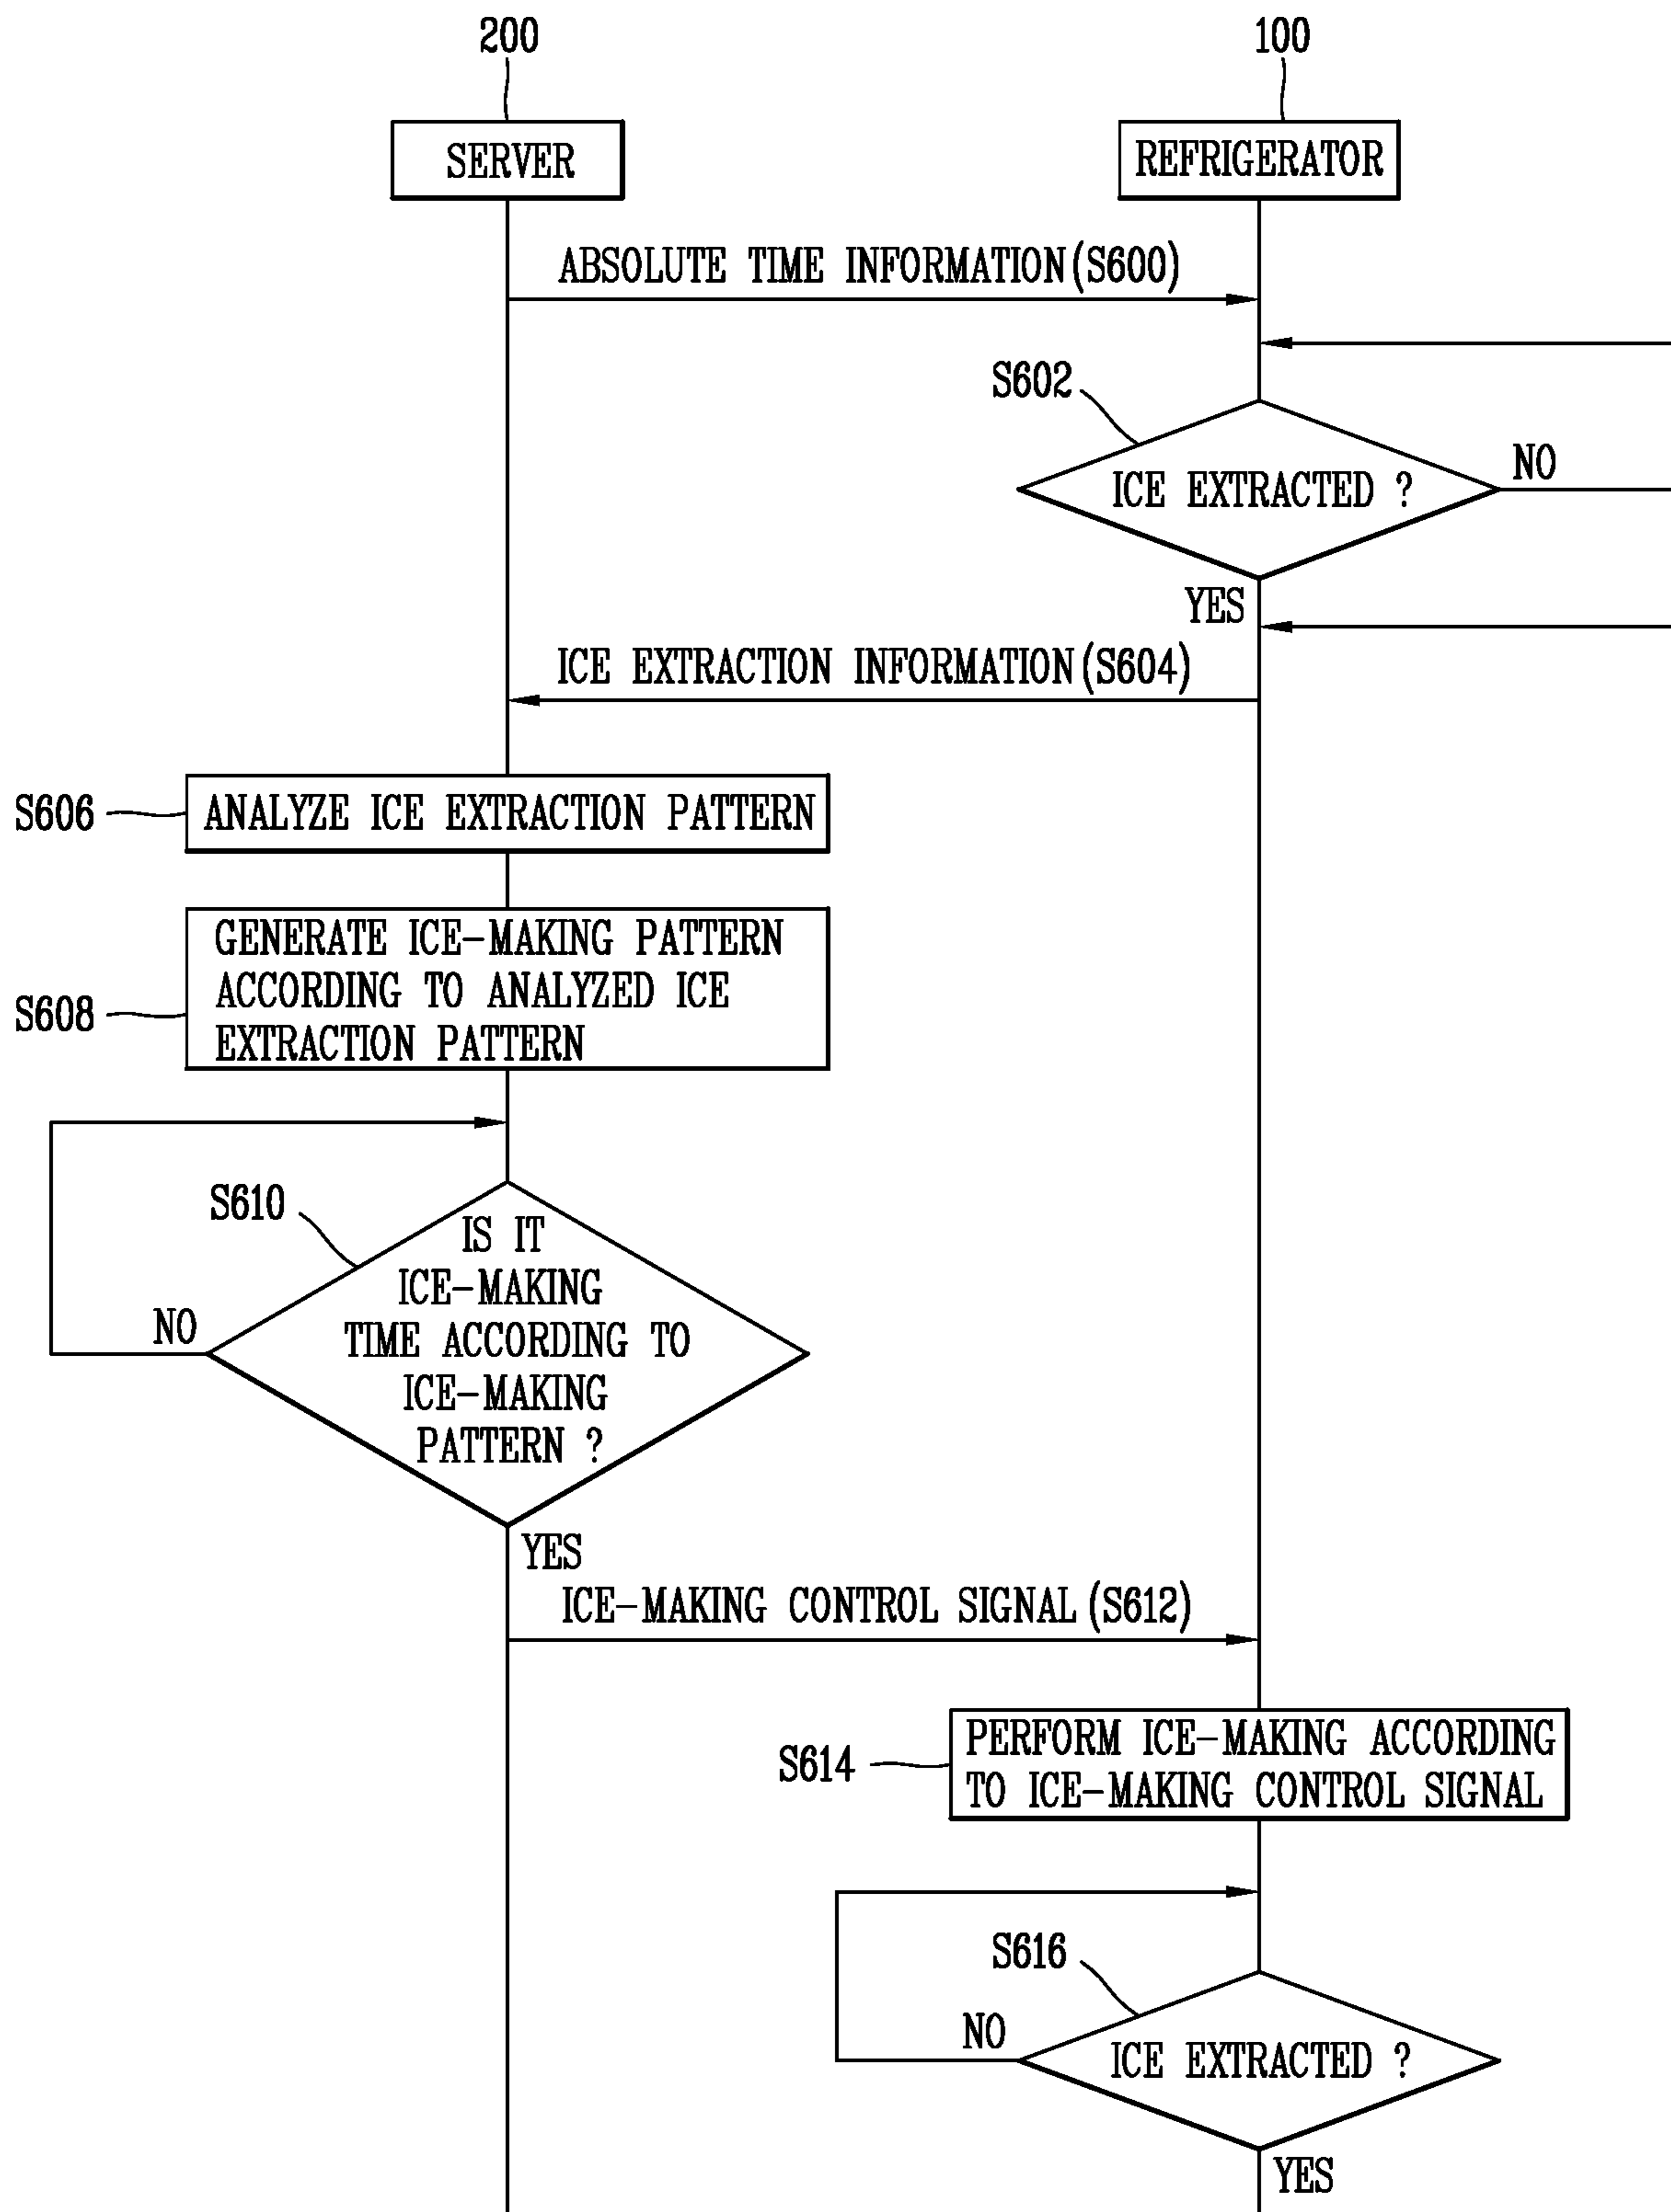 200
100
SERVER
REFRIGERATOR
ABSOLUTE TIME INFORMATION(S600)
S602
ICE EXTRACTED ?
NO
YES
ICE EXTRACTION INFORMATION(S604)
S606
ANALYZE ICE EXTRACTION PATTERN
S608
GENERATE ICE-MAKING PATTERN
ACCORDING TO ANALYZED ICE
EXTRACTION PATTERN
S610
IS IT
ICE-MAKING
TIME ACCORDING TO
ICE-MAKING
PATTERN ?
NO
YES
ICE-MAKING CONTROL SIGNAL(S612)
S614
PERFORM ICE-MAKING ACCORDING
TO ICE-MAKING CONTROL SIGNAL
S616
ICE EXTRACTED ?
NO
YES